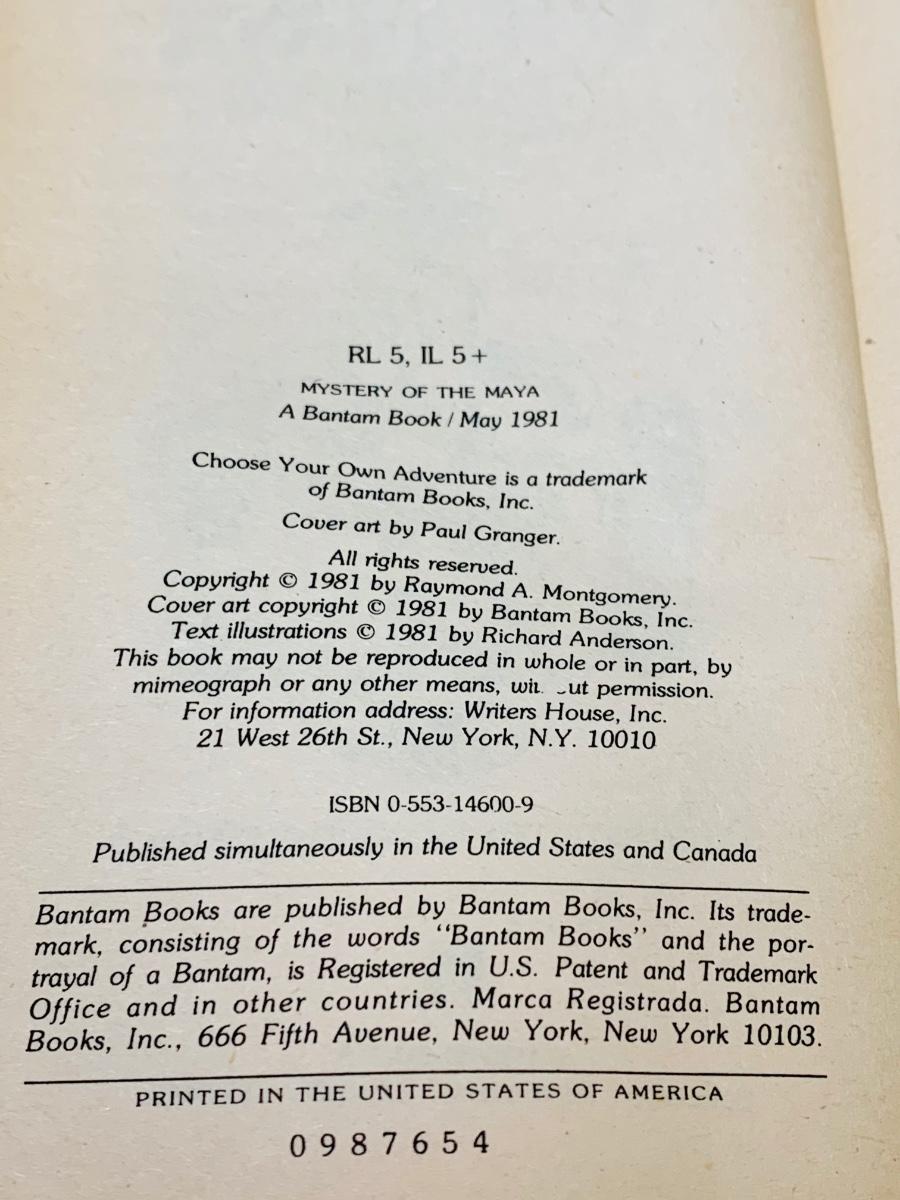 RL 5, IL 5+
MYSTERY OF THE MAYA
A Bantam Book / May 1981
Choose Your Own Adventure is a trademark
of Bantam Books, Inc.
Cover art by Paul Granger.
All rights reserved.
Copyright © 1981 by Raymond A. Montgomery.
Cover art copyright © 1981 by Bantam Books, Inc.
Text illustrations © 1981 by Richard Anderson.
This book may not be reproduced in whole or in part, by
mimeograph or any other means, permission.
For information address: Writers House, Inc.
21 West 26th St., New York, N.Y. 10010
ISBN 0-553-14600-9
Published simultaneously in the United States and Canada
Bantam Books are published by Bantam Books, Inc. Its trade-
mark, consisting of the words "Bantam Books" and the por-
trayal of a Bantam, is Registered in U.S. Patent and Trademark
Office and in other countries. Marca Registrada. Bantam
Books, Inc., 666 Fifth Avenue, New York, New York 10103.
PRINTED IN THE UNITED STATES OF AMERICA
0 9 8 7 6 5 4